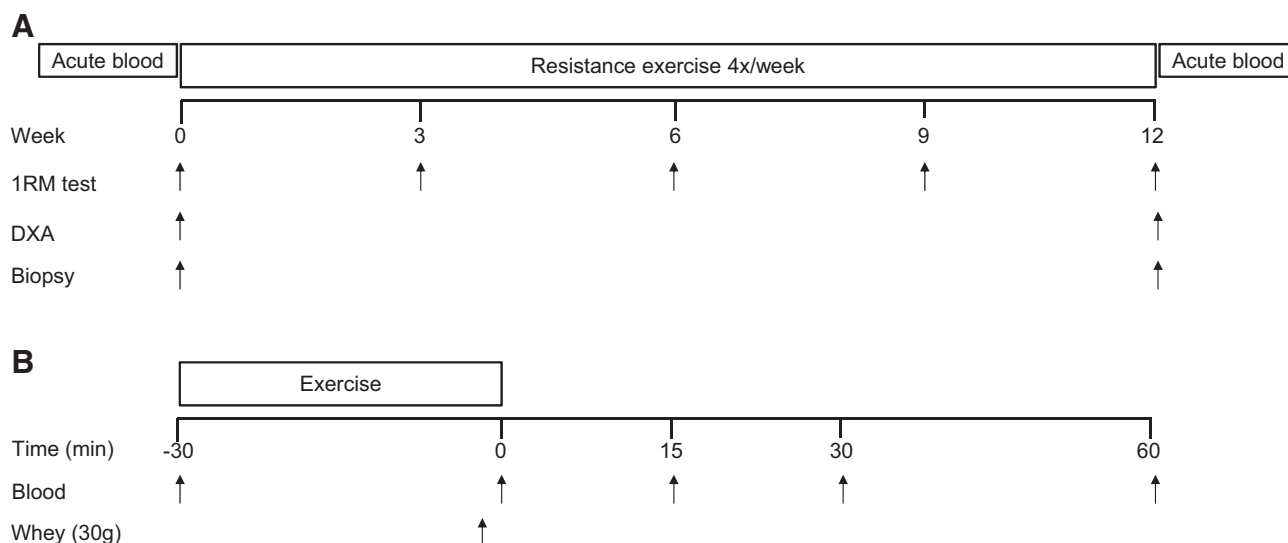 A
Acute blood
Resistance exercise 4x/week
Acute blood
Week 0 3 6 9 12
1RM test
DXA
Biopsy
B
Exercise
Time (min) -30 0 15 30 60
Blood
Whey (30g)